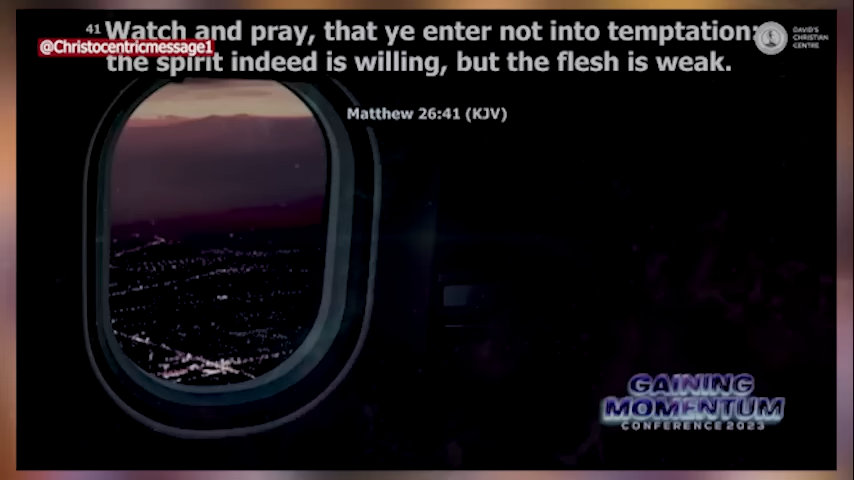 41 Watch and pray, that ye enter not into temptation:
@Christocentricmessage1
the spirit indeed is willing, but the flesh is weak.
Matthew 26:41 (KJV)
DAVID'S
CHRISTIAN
CENTRE
GAINING
MOMENTUM
CONFERENCE 2023